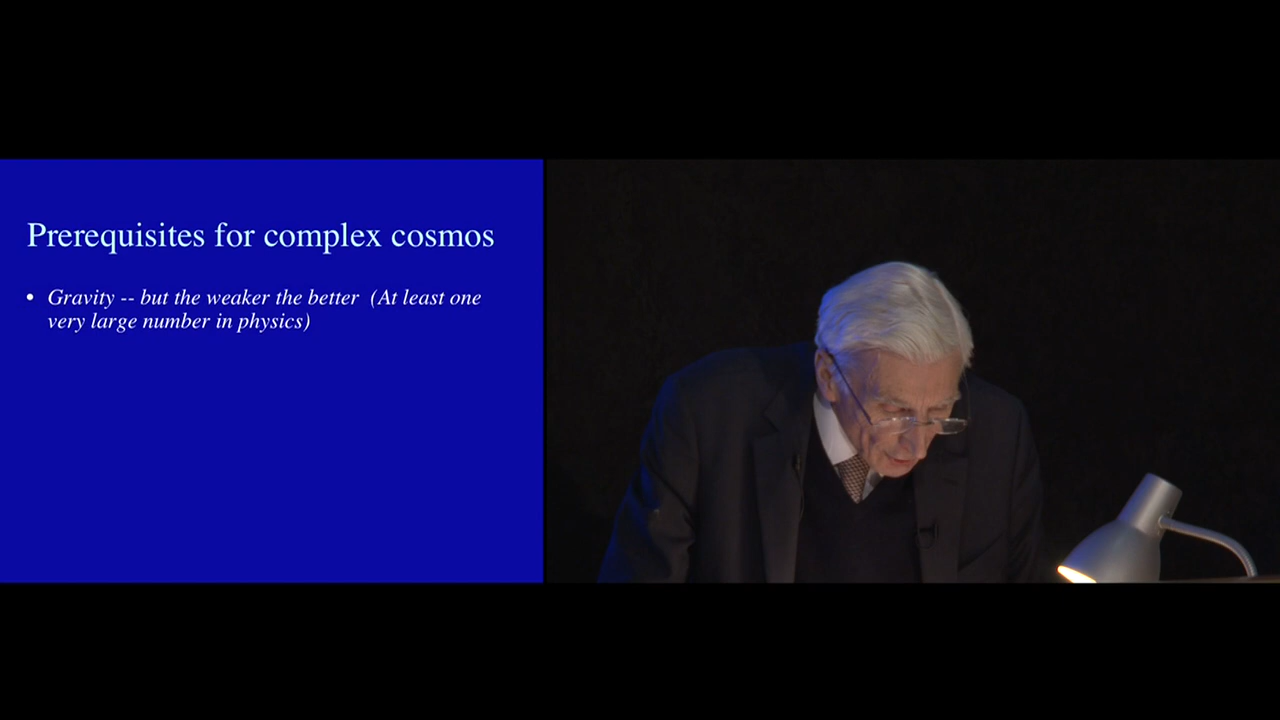 Prerequisites for complex cosmos
• Gravity -- but the weaker the better (At least one
very large number in physics)